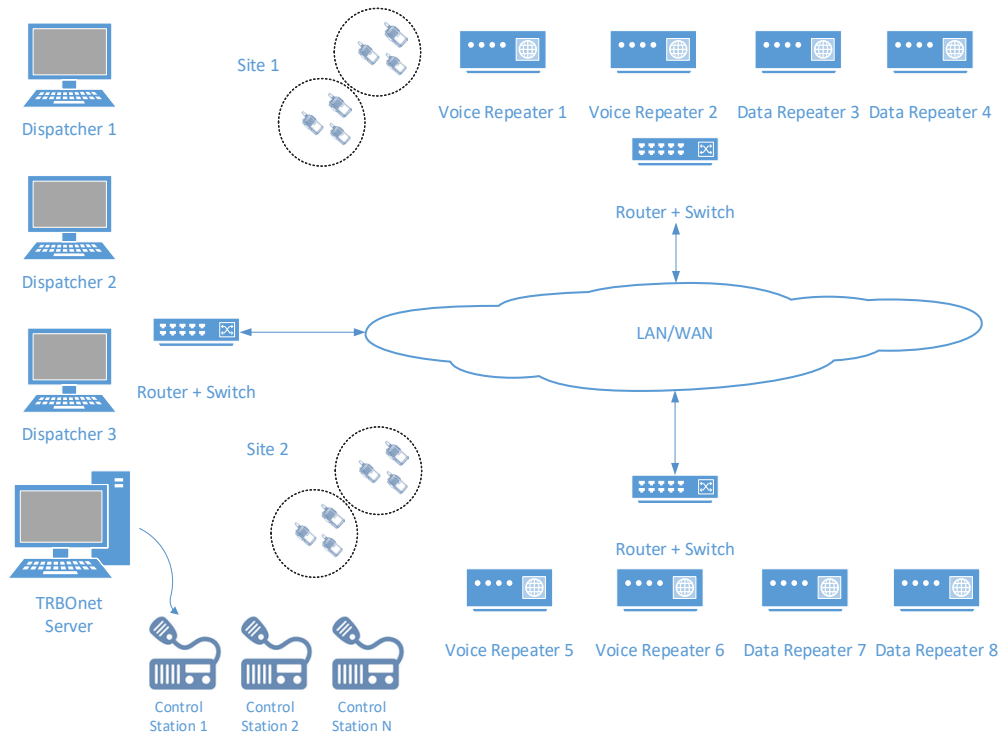 Site 1
Dispatcher 1
Voice Repeater 1
Voice Repeater 2
Data Repeater 3
Data Repeater 4
Router + Switch
Dispatcher 2
LAN/WAN
Router + Switch
Dispatcher 3
Site 2
Router + Switch
TRBOnet
Server
Voice Repeater 5
Voice Repeater 6
Data Repeater 7
Data Repeater 8
Control
Station 1
Control
Station 2
Control
Station N